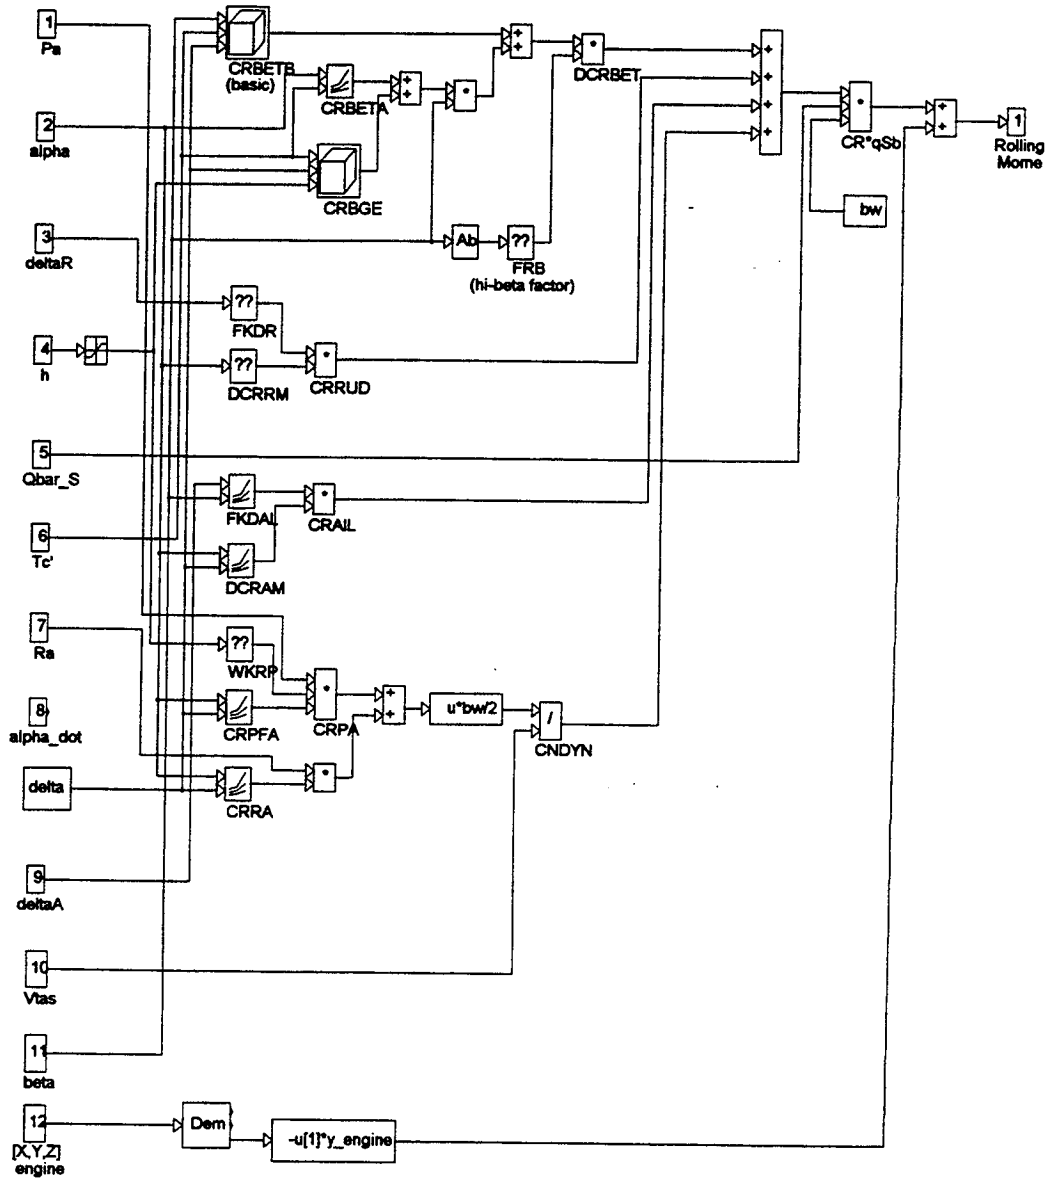 1
Pa
CRBETB
(basic)
+
+
*
DCRBET
+
+
+
+
CRBETA
+
+
*
*
CR*qSb
+
+
1
Rolling
Mome
2
alpha
CRBGE
bw
3
deltaR
Ab
??
FRB
(hi-beta factor)
??
FKDR
4
h
??
DCRRM
*
CRRUD
5
Qbar_S
FKDAL
*
CRAIL
6
Tc'
DCRAM
7
Ra
??
WKRP
8
alpha_dot
CRPFA
*
CRPA
+
+
u*bw/2
/
CNDYN
delta
CRRA
*
9
deltaA
10
Vtas
11
beta
12
[X,Y,Z]
engine
Dem
-u[1]*y_engine